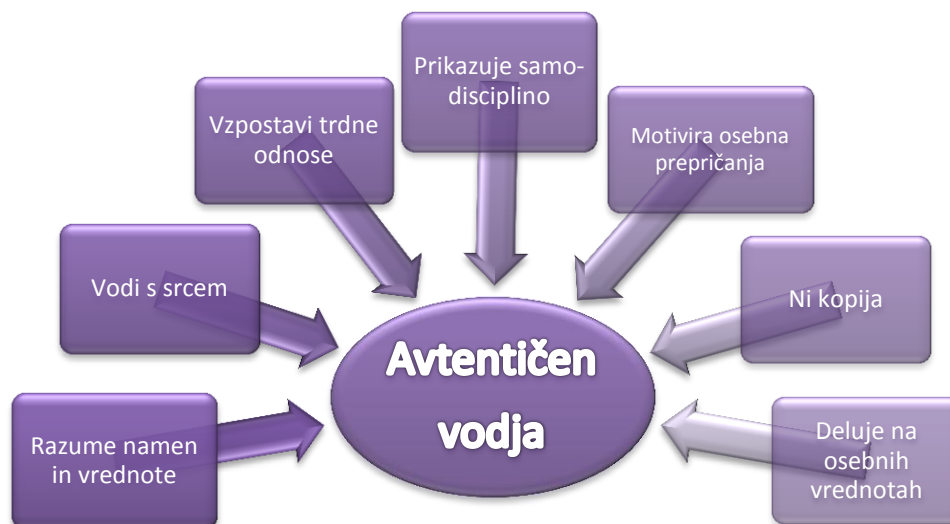 Prikazuje samo-
disciplino
Vzpostavi trdne
odnose
Motivira osebna
prepričanja
Vodi s srcem
Ni kopija
Avtentičen
vodja
Razume namen
in vrednote
Deluje na
osebnih
vrednotah